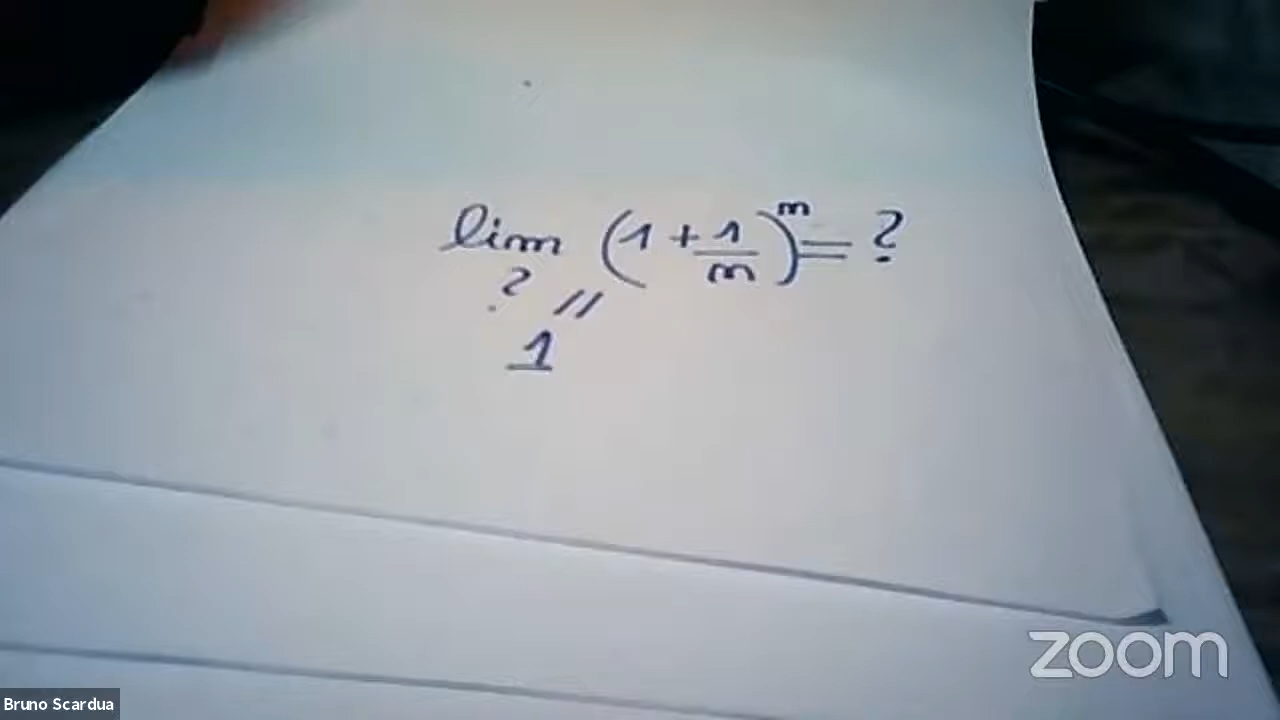 lim (1 + 1/m)^m = ?
? //
1
zoom
Bruno Scardua